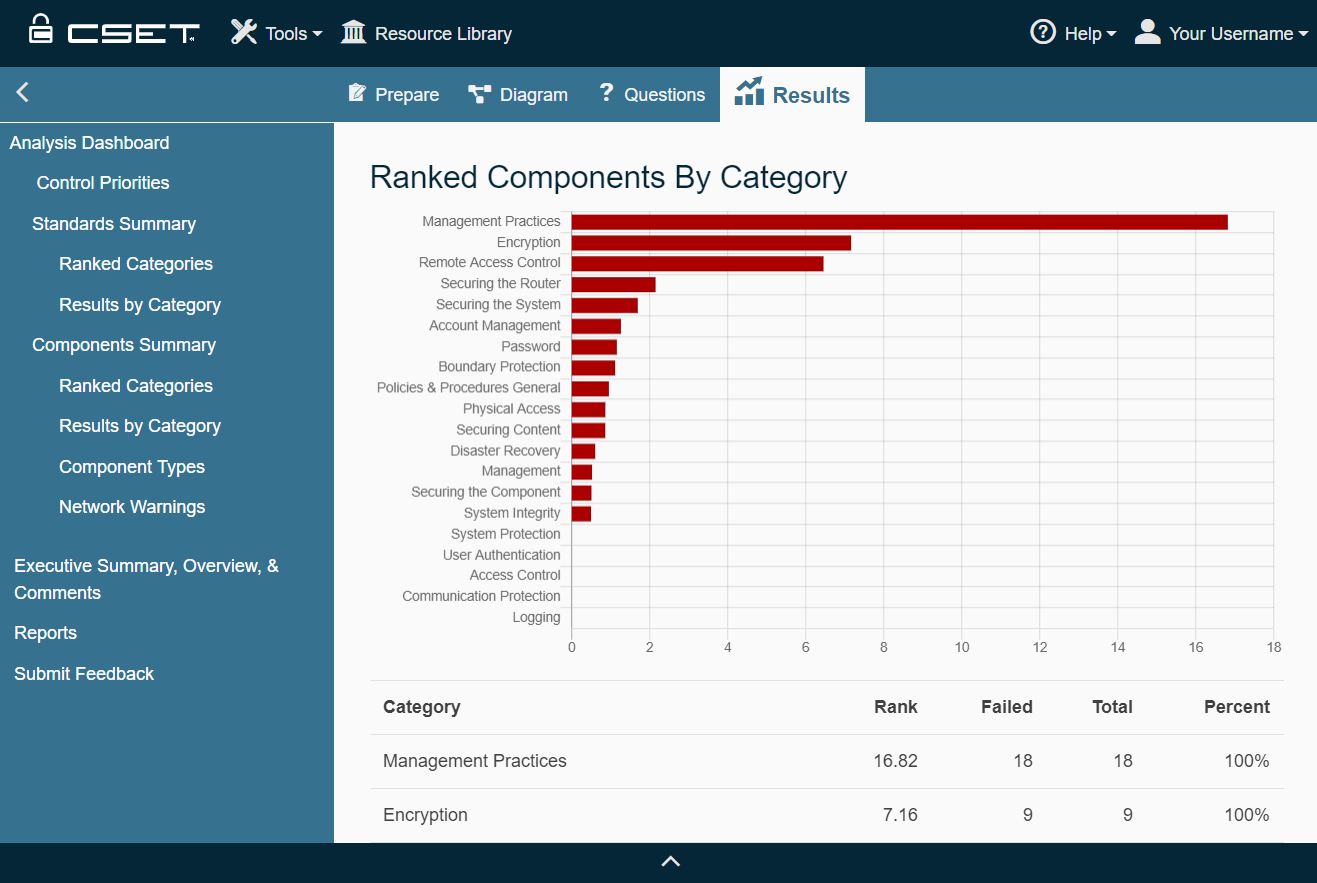 CSET
Tools
Resource Library
Help
Your Username
Prepare
Diagram
? Questions
Results
Analysis Dashboard
Control Priorities
Standards Summary
Ranked Categories
Results by Category
Components Summary
Ranked Categories
Results by Category
Component Types
Network Warnings
Executive Summary, Overview, &
Comments
Reports
Submit Feedback
Ranked Components By Category
Management Practices
Encryption
Remote Access Control
Securing the Router
Securing the System
Account Management
Password
Boundary Protection
Policies & Procedures General
Physical Access
Securing Content
Disaster Recovery
Management
Securing the Component
System Integrity
System Protection
User Authentication
Access Control
Communication Protection
Logging
0 2 4 6 8 10 12 14 16 18
Category Rank Failed Total Percent
Management Practices 16.82 18 18 100%
Encryption 7.16 9 9 100%